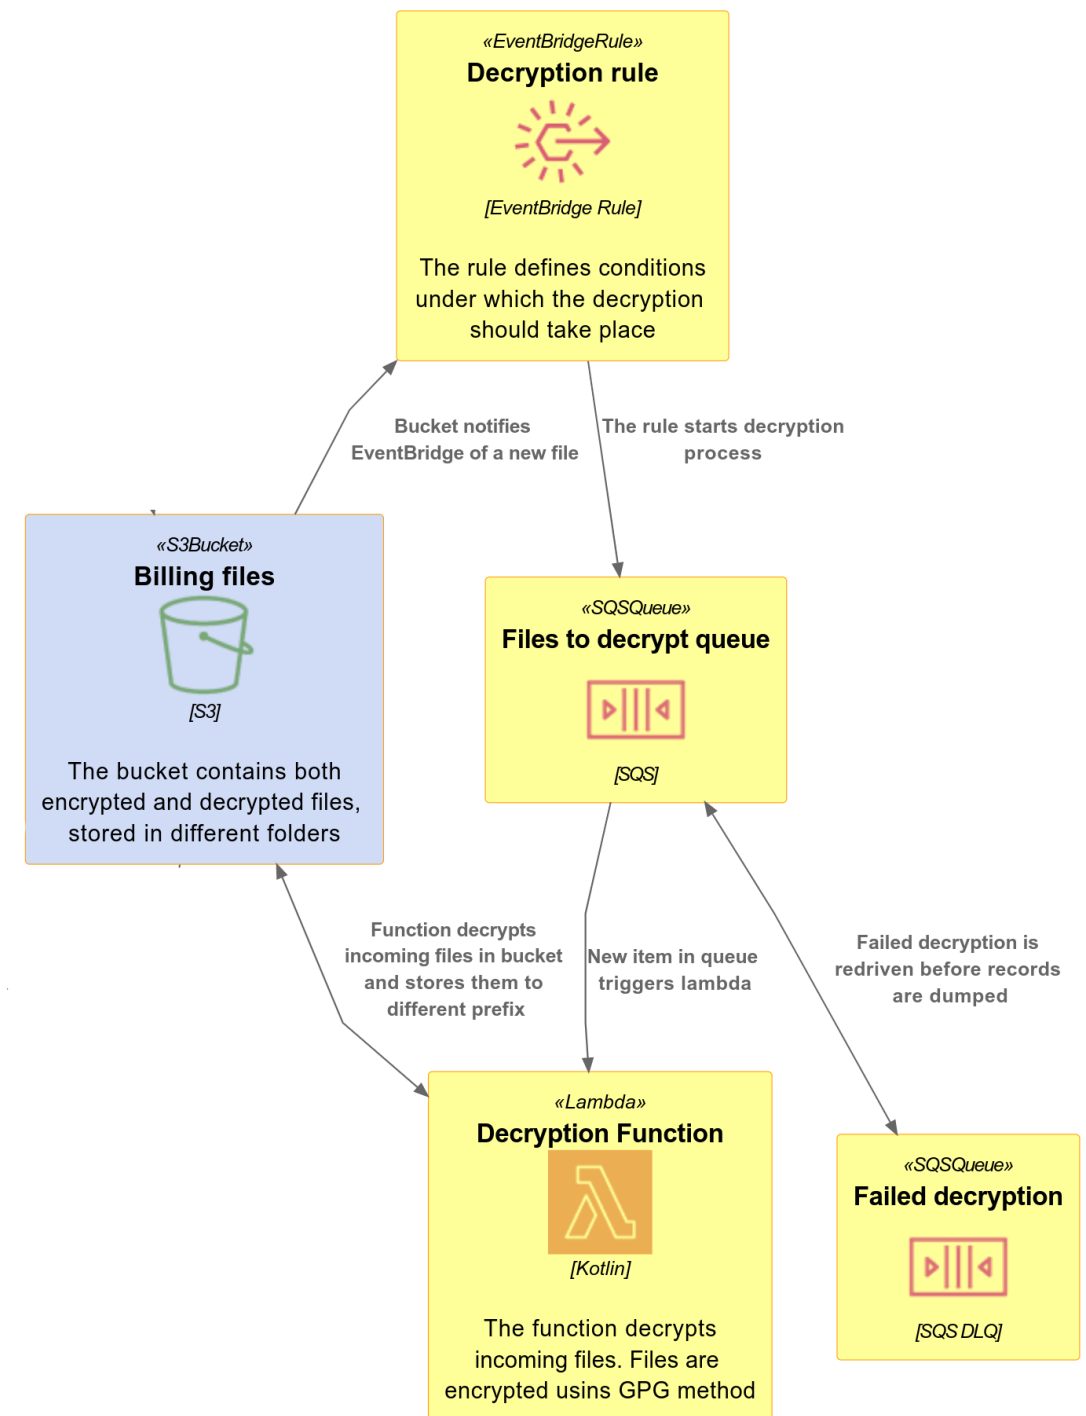 «EventBridgeRule»
Decryption rule
[EventBridge Rule]
The rule defines conditions
under which the decryption
should take place
Bucket notifies
EventBridge of a new file
The rule starts decryption
process
«S3Bucket»
Billing files
[S3]
The bucket contains both
encrypted and decrypted files,
stored in different folders
«SQSQueue»
Files to decrypt queue
[SQS]
Function decrypts
incoming files in bucket
and stores them to
different prefix
New item in queue
triggers lambda
Failed decryption is
redriven before records
are dumped
«Lambda»
Decryption Function
[Kotlin]
The function decrypts
incoming files. Files are
encrypted usins GPG method
«SQSQueue»
Failed decryption
[SQS DLQ]